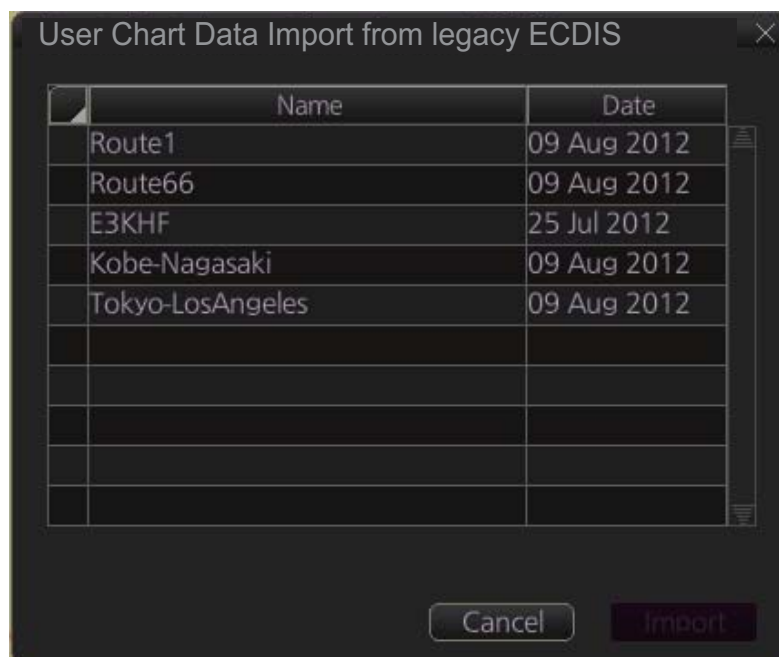 User Chart Data Import from legacy ECDIS
Name Date
Route1 09 Aug 2012
Route66 09 Aug 2012
E3KHF 25 Jul 2012
Kobe-Nagasaki 09 Aug 2012
Tokyo-LosAngeles 09 Aug 2012
Cancel Import